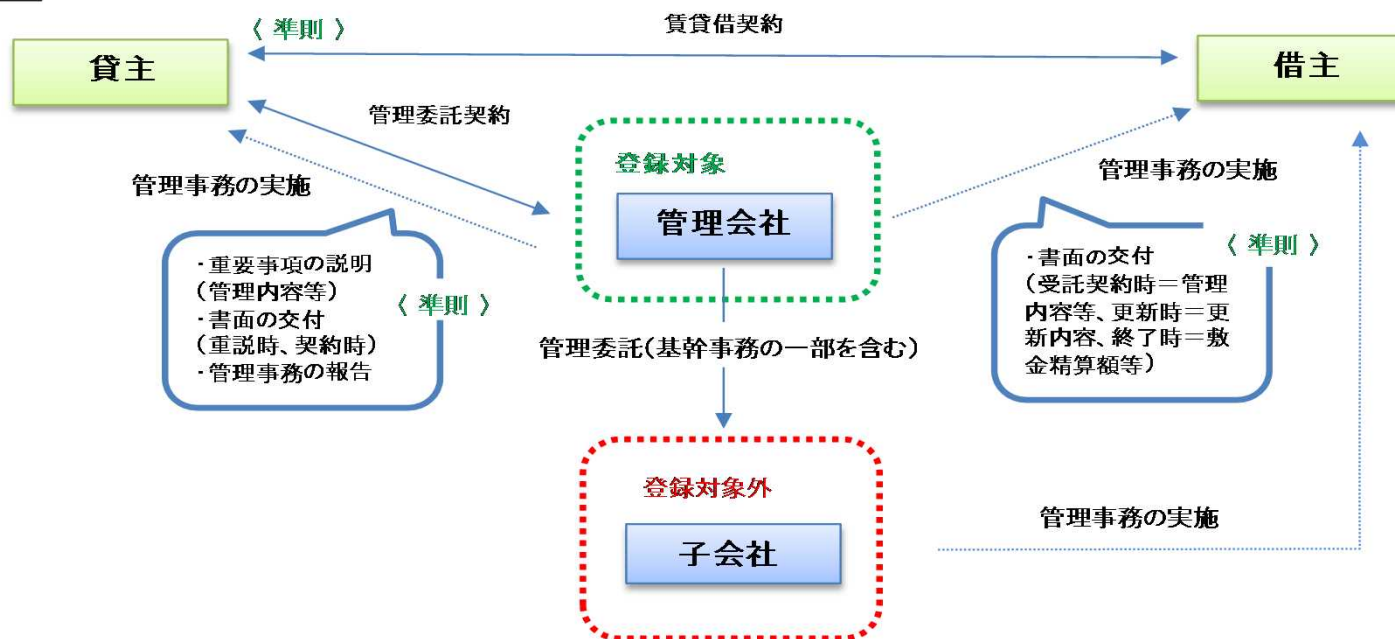 〈 準則 〉
賃貸借契約
貸主
借主
管理委託契約
登録対象
管理会社
管理事務の実施
管理事務の実施
・重要事項の説明
(管理内容等)
・書面の交付
(重説時、契約時)
・管理事務の報告
〈 準則 〉
・書面の交付
(受託契約時=管理
内容等、更新時=更
新内容、終了時=敷
金精算額等)
〈 準則 〉
管理委託(基幹事務の一部を含む)
登録対象外
子会社
管理事務の実施